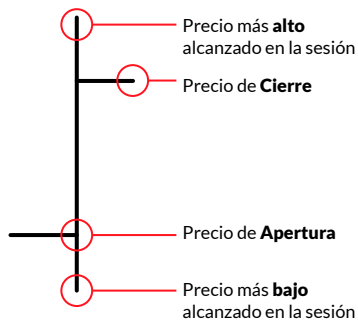 Precio más alto
alcanzado en la sesión
Precio de Cierre
Precio de Apertura
Precio más bajo
alcanzado en la sesión